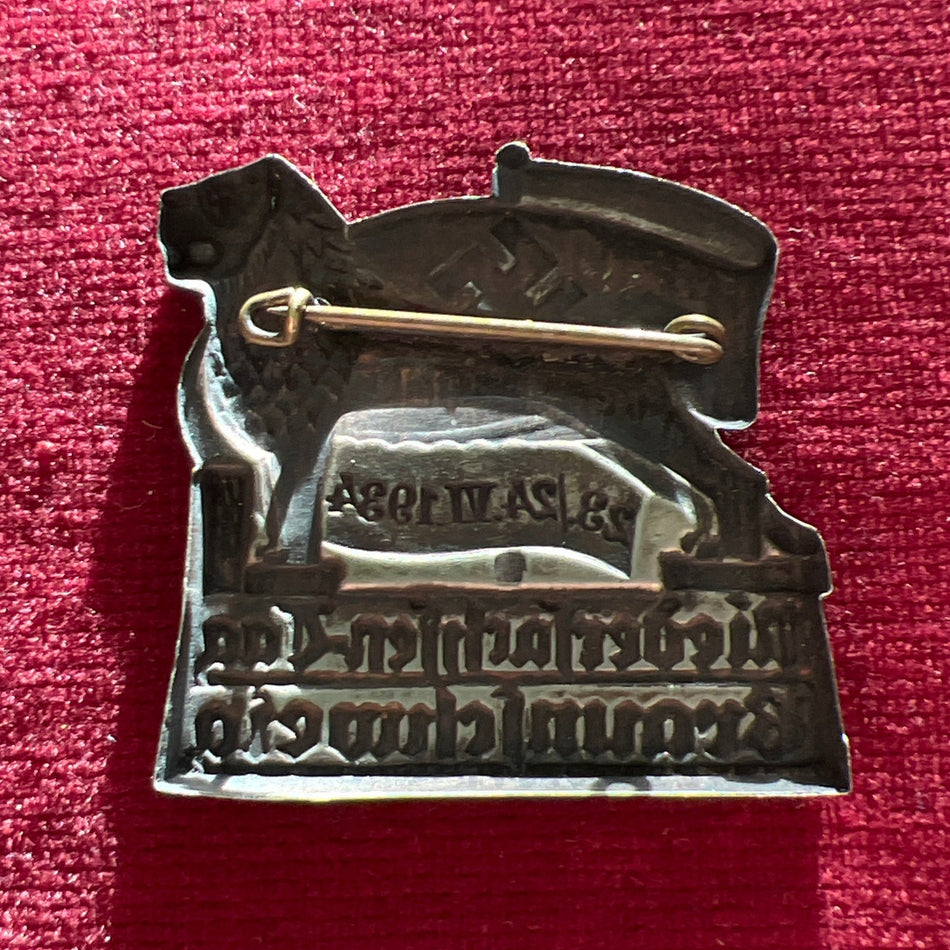 23./24. VI 1934
Niedersachsen-Tag
Braunschweig